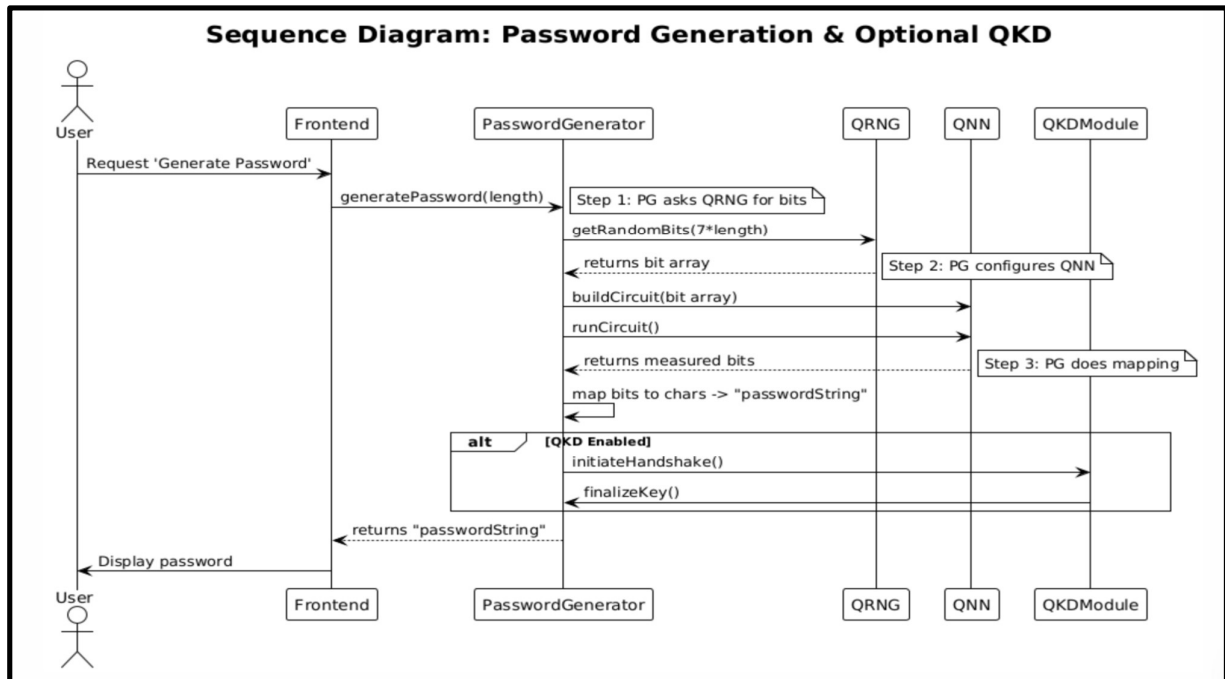 Sequence Diagram: Password Generation & Optional QKD
User
Frontend
PasswordGenerator
QRNG
QNN
QKDModule
Request 'Generate Password'
generatePassword(length)
Step 1: PG asks QRNG for bits
getRandomBits(7*length)
returns bit array
Step 2: PG configures QNN
buildCircuit(bit array)
runCircuit()
returns measured bits
Step 3: PG does mapping
map bits to chars -> "passwordString"
alt
[QKD Enabled]
initiateHandshake()
finalizeKey()
returns "passwordString"
Display password
User
Frontend
PasswordGenerator
QRNG
QNN
QKDModule